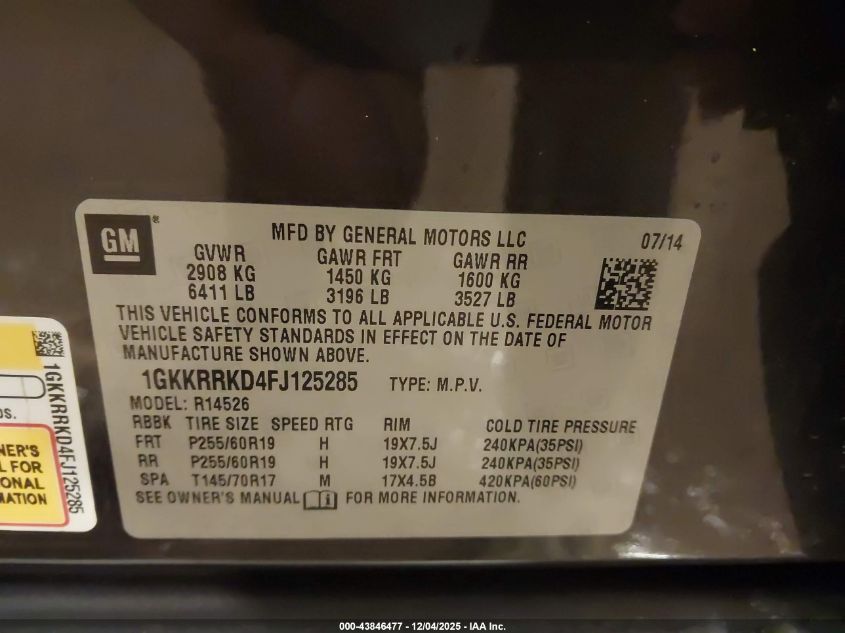 GM ®
MFD BY GENERAL MOTORS LLC 07/14
GVWR GAWR FRT GAWR RR
2908 KG 1450 KG 1600 KG
6411 LB 3196 LB 3527 LB
THIS VEHICLE CONFORMS TO ALL APPLICABLE U.S. FEDERAL MOTOR
VEHICLE SAFETY STANDARDS IN EFFECT ON THE DATE OF
MANUFACTURE SHOWN ABOVE.
1GKKRRKD4FJ125285 TYPE: M.P.V.
MODEL: R14526
RBBK TIRE SIZE SPEED RTG RIM COLD TIRE PRESSURE
FRT P255/60R19 H 19X7.5J 240KPA(35PSI)
RR P255/60R19 H 19X7.5J 240KPA(35PSI)
SPA T145/70R17 M 17X4.5B 420KPA(60PSI)
SEE OWNER'S MANUAL FOR MORE INFORMATION.
1GKKRRKD4FJ125285
NER'S
L FOR
IONAL
MATION
000-43846477 - 12/04/2025 - IAA Inc.